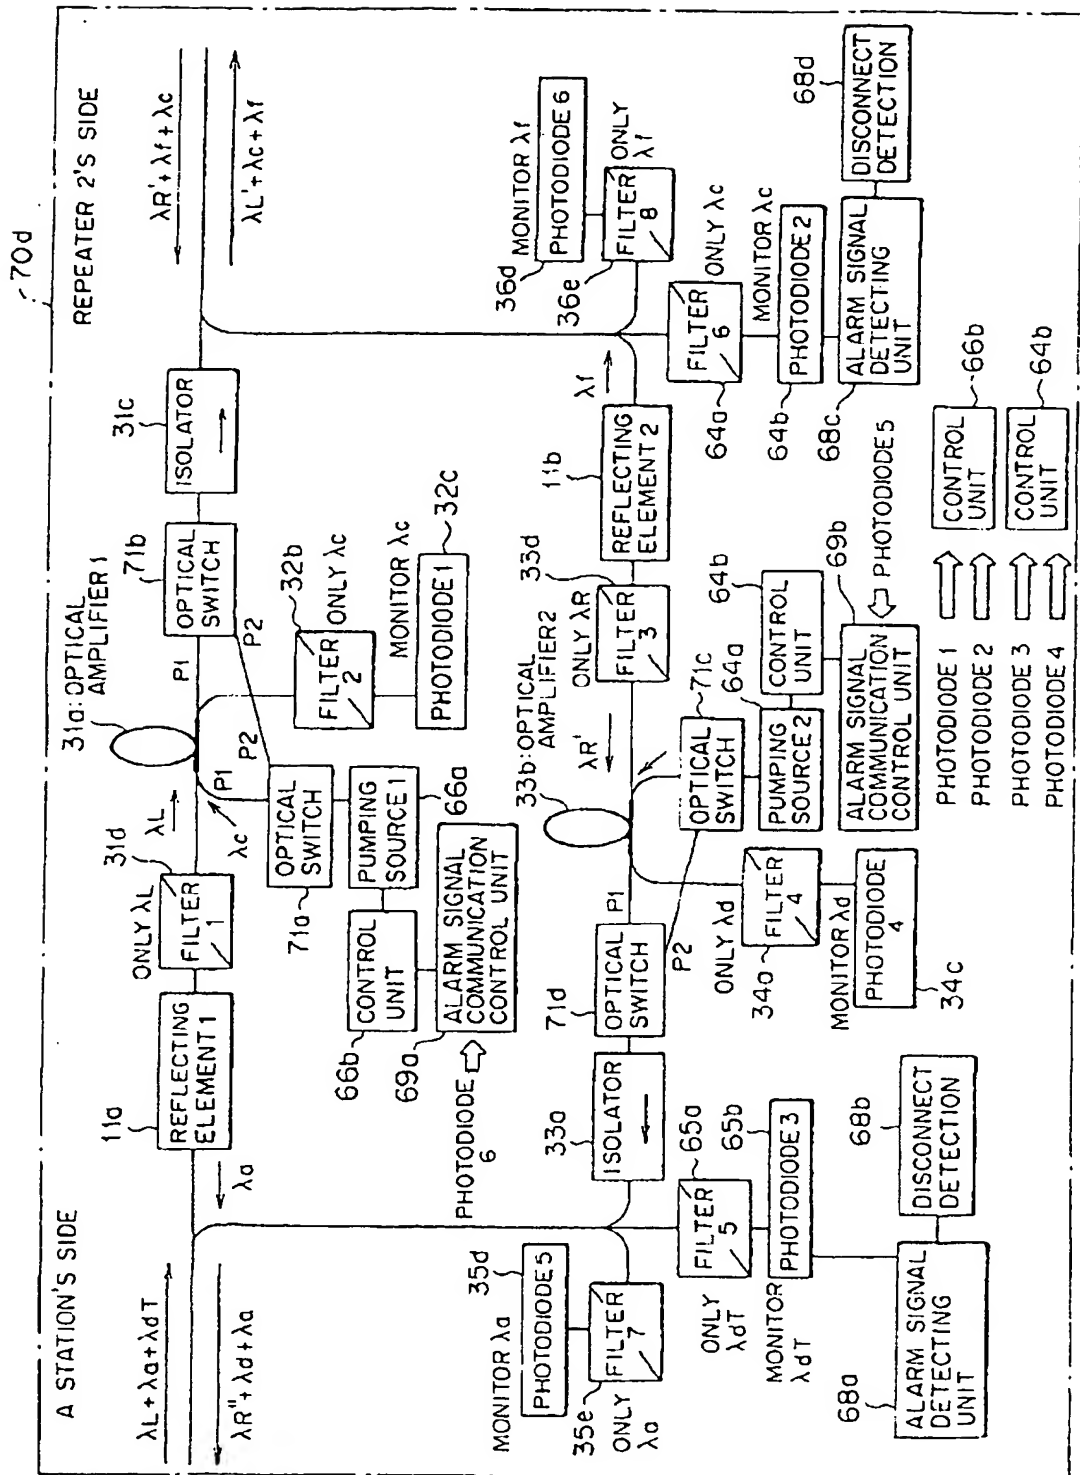 70d
A STATION'S SIDE
REPEATER 2'S SIDE
λL + λa + λdT
λR'' + λd + λa
λR' + λf + λc
λL' + λc + λf
λa
11a
REFLECTING
ELEMENT 1
ONLY λL
31d
FILTER
1
λL
λc
31a: OPTICAL
AMPLIFIER 1
P1
P1
P2
P2
71b
OPTICAL
SWITCH
31c
ISOLATOR
OPTICAL
SWITCH
71a
PUMPING
SOURCE 1
66a
CONTROL
UNIT
66b
ALARM SIGNAL
COMMUNICATION
CONTROL UNIT
69a
PHOTODIODE
6
32b
FILTER
2
ONLY λc
MONITOR λc
PHOTODIODE 1
32c
MONITOR λa
35d
PHOTODIODE 5
FILTER
7
35e
ONLY
λa
33a
ISOLATOR
71d
OPTICAL
SWITCH
P1
P2
33b: OPTICAL
AMPLIFIER 2
λR'
ONLY λR
33d
FILTER
3
11b
REFLECTING
ELEMENT 2
λf
MONITOR λf
36d
PHOTODIODE 6
FILTER
8
36e
ONLY
λf
65a
FILTER
5
ONLY
λdT
65b
PHOTODIODE 3
MONITOR
λdT
68a
ALARM SIGNAL
DETECTING
UNIT
68b
DISCONNECT
DETECTION
ONLY λd
FILTER
4
34a
MONITOR λd
PHOTODIODE
4
34c
71c
OPTICAL
SWITCH
PUMPING
SOURCE 2
64a
CONTROL
UNIT
64b
ALARM SIGNAL
COMMUNICATION
CONTROL UNIT
69b
PHOTODIODE 5
FILTER
6
ONLY λc
64a
MONITOR λc
PHOTODIODE 2
64b
ALARM SIGNAL
DETECTING
UNIT
68c
DISCONNECT
DETECTION
68d
PHOTODIODE 1
PHOTODIODE 2
CONTROL
UNIT
66b
PHOTODIODE 3
PHOTODIODE 4
CONTROL
UNIT
64b